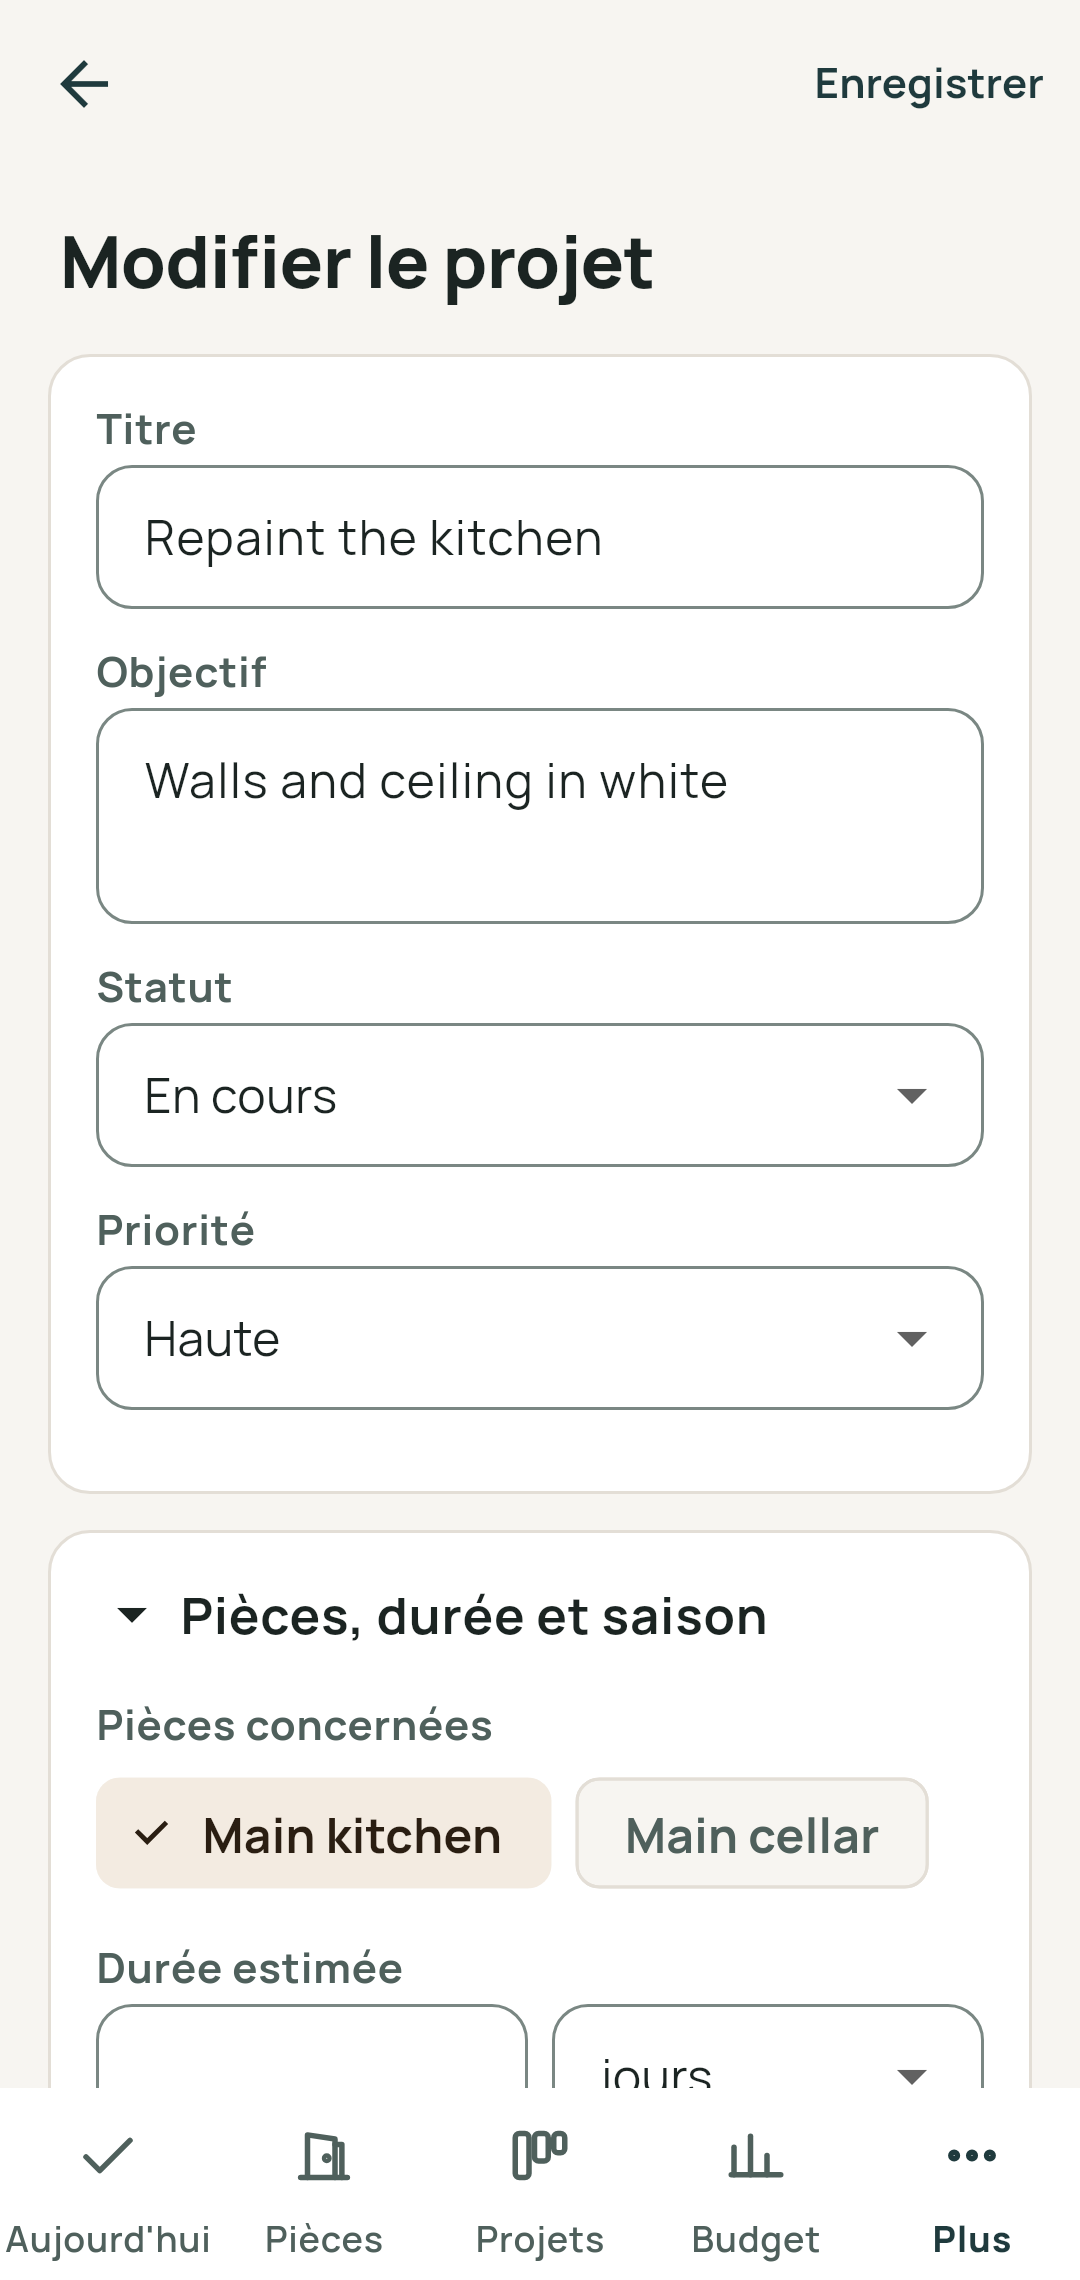 Enregistrer
Modifier le projet
Titre
Repaint the kitchen
Objectif
Walls and ceiling in white
Statut
En cours
Priorité
Haute
Pièces, durée et saison
Pièces concernées
Main kitchen
Main cellar
Durée estimée
jours
Aujourd'hui
Pièces
Projets
Budget
Plus